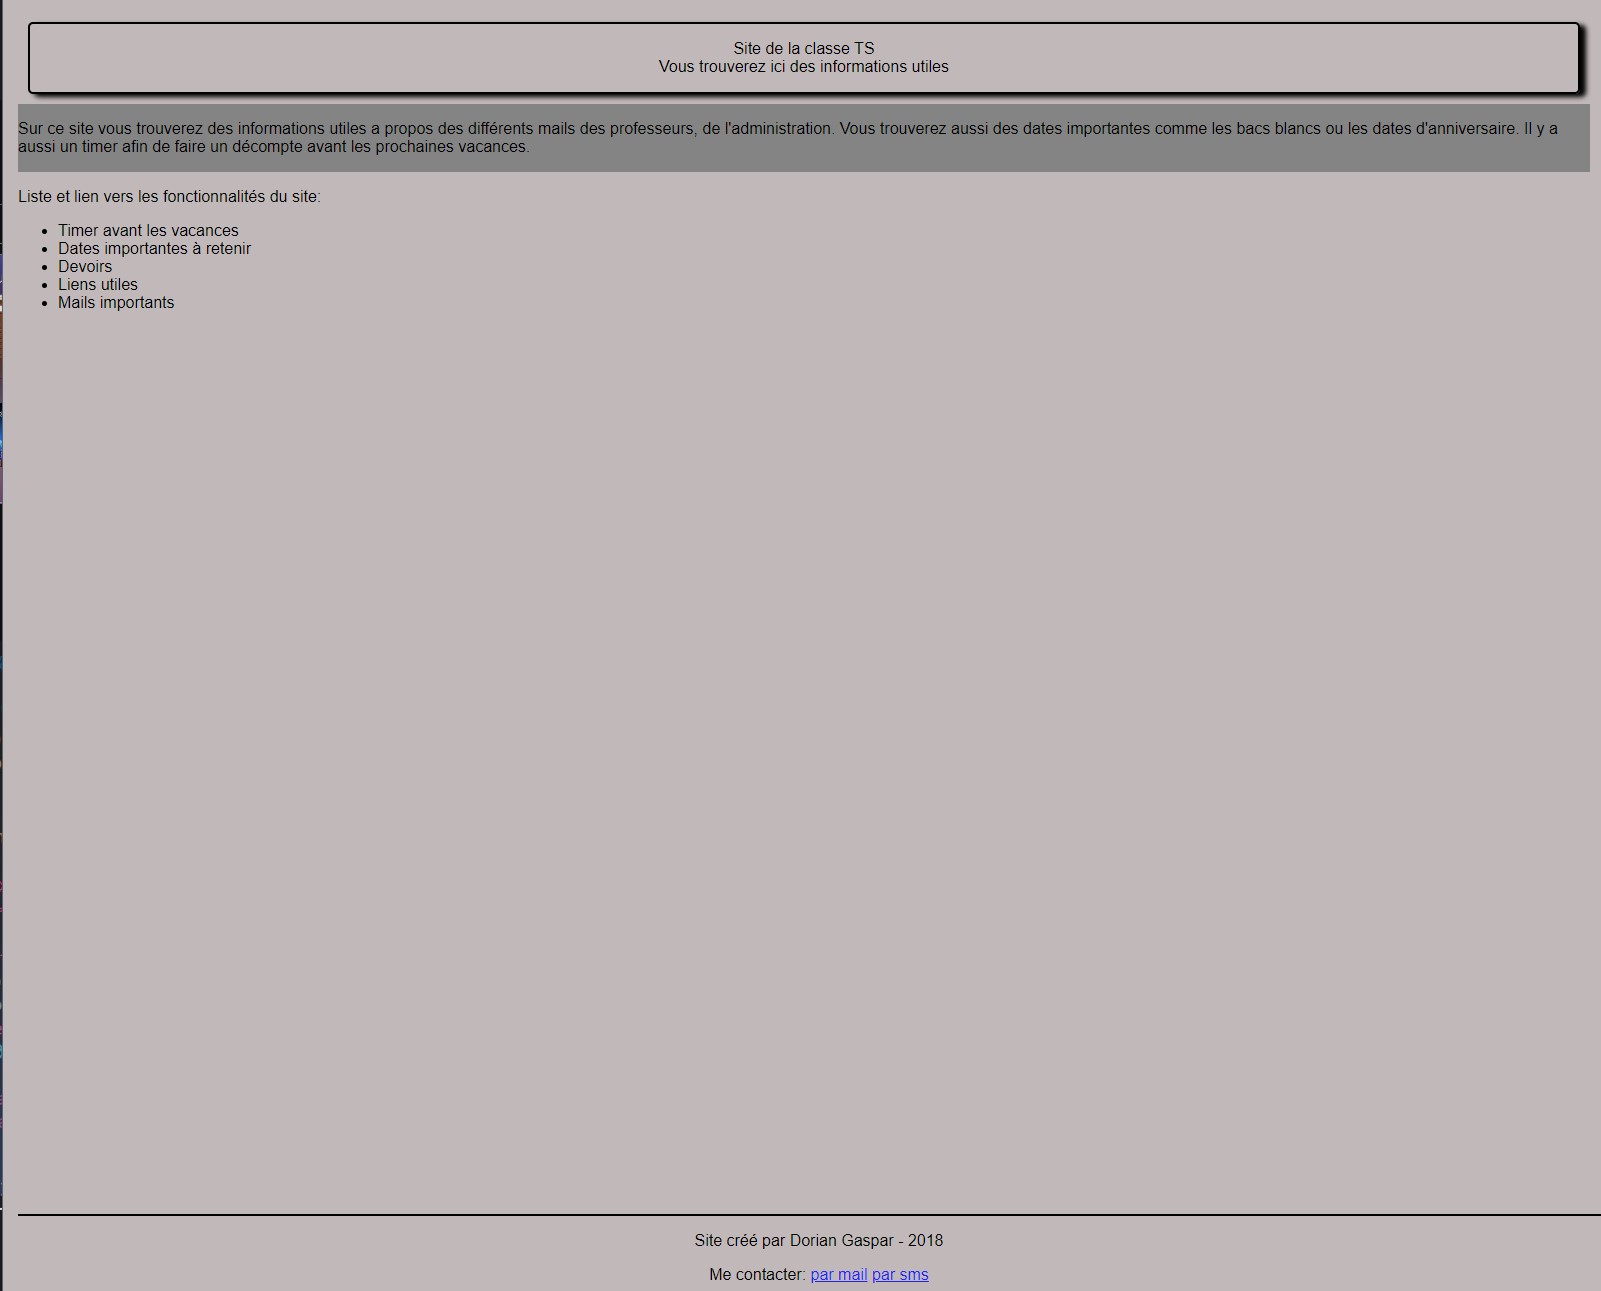 Site de la classe TS
Vous trouverez ici des informations utiles
Sur ce site vous trouverez des informations utiles a propos des différents mails des professeurs, de l'administration. Vous trouverez aussi des dates importantes comme les bacs blancs ou les dates d'anniversaire. Il y a
aussi un timer afin de faire un décompte avant les prochaines vacances.
Liste et lien vers les fonctionnalités du site:
• Timer avant les vacances
• Dates importantes à retenir
• Devoirs
• Liens utiles
• Mails importants
Site créé par Dorian Gaspar - 2018
Me contacter: par mail par sms